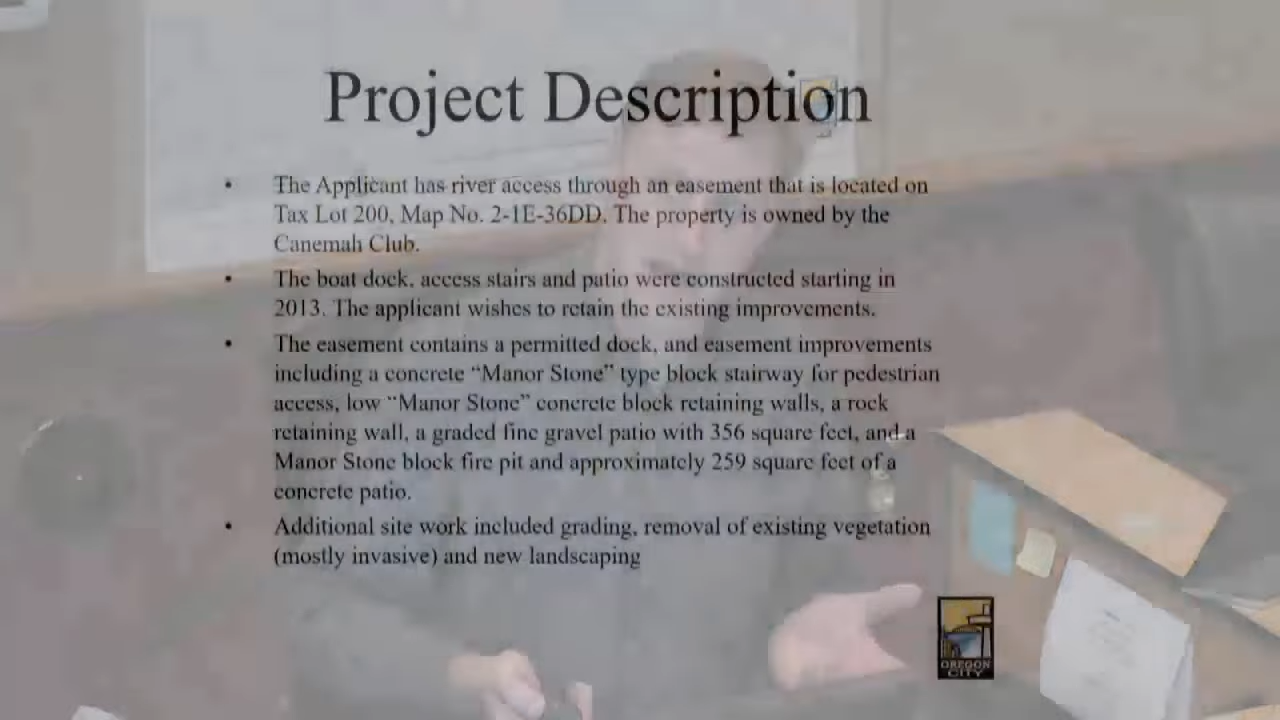 Project Description
• The Applicant has river access through an easement that is located on
Tax Lot 200, Map No. 2-1E-36DD. The property is owned by the
Canemah Club.
• The boat dock, access stairs and patio were constructed starting in
2013. The applicant wishes to retain the existing improvements.
• The easement contains a permitted dock, and easement improvements
including a concrete “Manor Stone” type block stairway for pedestrian
access, low “Manor Stone” concrete block retaining walls, a rock
retaining wall, a graded fine gravel patio with 356 square feet, and a
Manor Stone block fire pit and approximately 259 square feet of a
concrete patio.
• Additional site work included grading, removal of existing vegetation
(mostly invasive) and new landscaping
OREGON
CITY